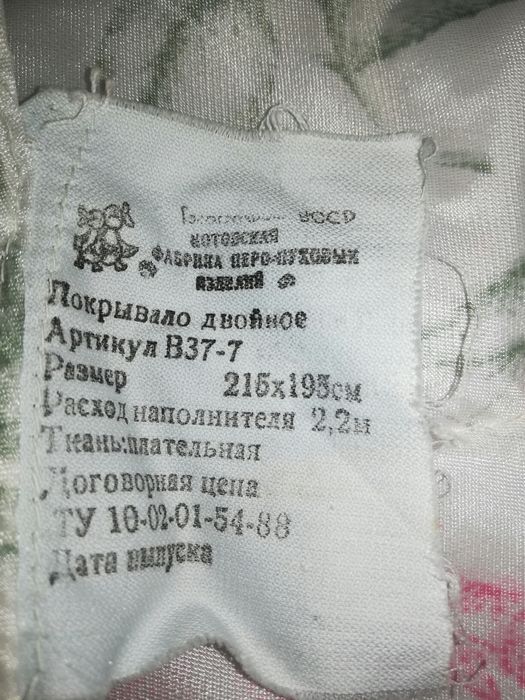 УССР
КОТОВСКАЯ
ФАБРИКА ПЕРО-ПУХОВЫХ
ИЗДЕЛИЙ
Покрывало двойное
Артикул В37-7
Размер 215х195см
Расход наполнителя 2,2м
Ткань:плательная
Договорная цена
ТУ 10-02-01-54-88
Дата выпуска